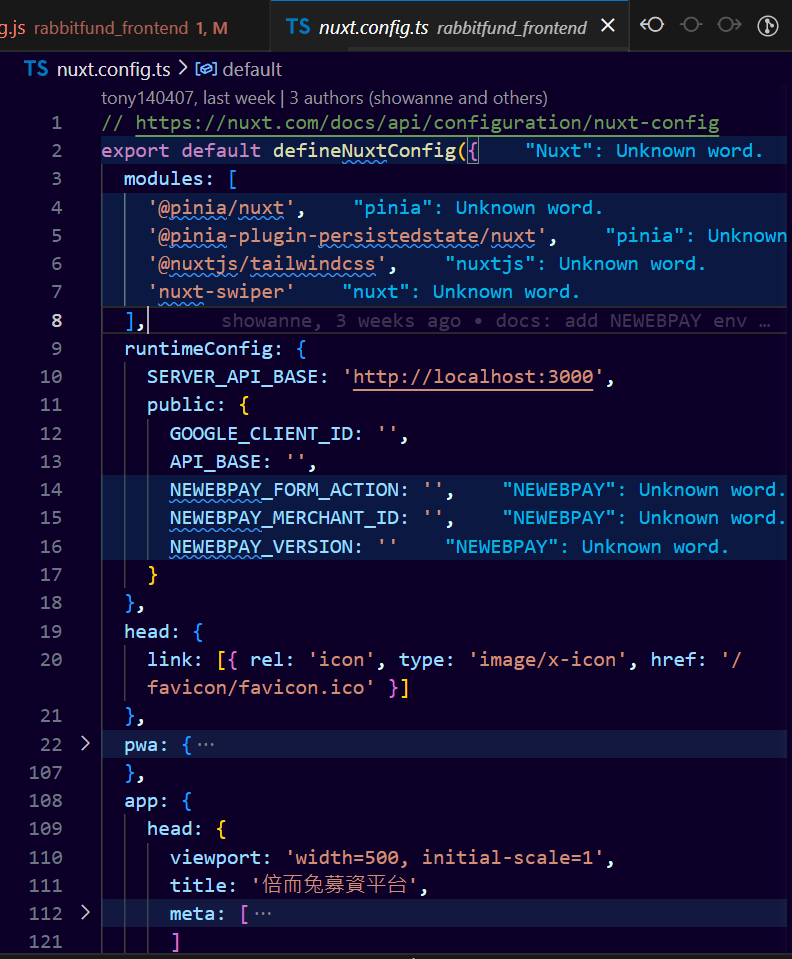 g.js rabbitfund_frontend 1, M TS nuxt.config.ts rabbitfund_frontend
TS nuxt.config.ts > default
tony140407, last week | 3 authors (showanne and others)
1 // https://nuxt.com/docs/api/configuration/nuxt-config
2 export default defineNuxtConfig({ "Nuxt": Unknown word.
3 modules: [
4 '@pinia/nuxt', "pinia": Unknown word.
5 '@pinia-plugin-persistedstate/nuxt', "pinia": Unknown
6 '@nuxtjs/tailwindcss', "nuxtjs": Unknown word.
7 'nuxt-swiper' "nuxt": Unknown word.
8 ], showanne, 3 weeks ago • docs: add NEWEBPAY env …
9 runtimeConfig: {
10 SERVER_API_BASE: 'http://localhost:3000',
11 public: {
12 GOOGLE_CLIENT_ID: '',
13 API_BASE: '',
14 NEWEBPAY_FORM_ACTION: '', "NEWEBPAY": Unknown word.
15 NEWEBPAY_MERCHANT_ID: '', "NEWEBPAY": Unknown word.
16 NEWEBPAY_VERSION: '' "NEWEBPAY": Unknown word.
17 }
18 },
19 head: {
20 link: [{ rel: 'icon', type: 'image/x-icon', href: '/
favicon/favicon.ico' }]
21 },
22 > pwa: {…
107 },
108 app: {
109 head: {
110 viewport: 'width=500, initial-scale=1',
111 title: '倍而兔募資平台',
112 > meta: […
121 ]